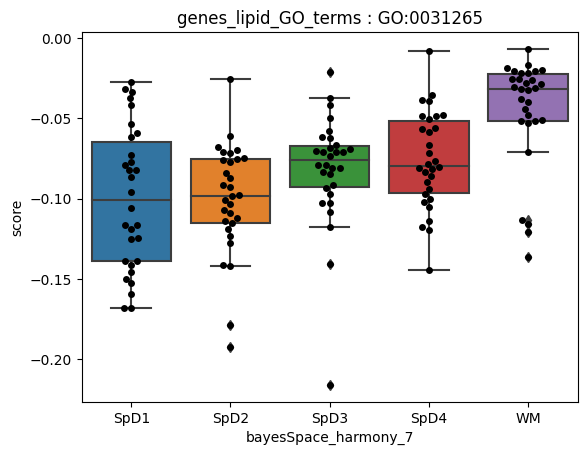 genes_lipid_GO_terms : GO:0031265
0.00
−0.05
−0.10
−0.15
−0.20
score
SpD1 SpD2 SpD3 SpD4 WM
bayesSpace_harmony_7